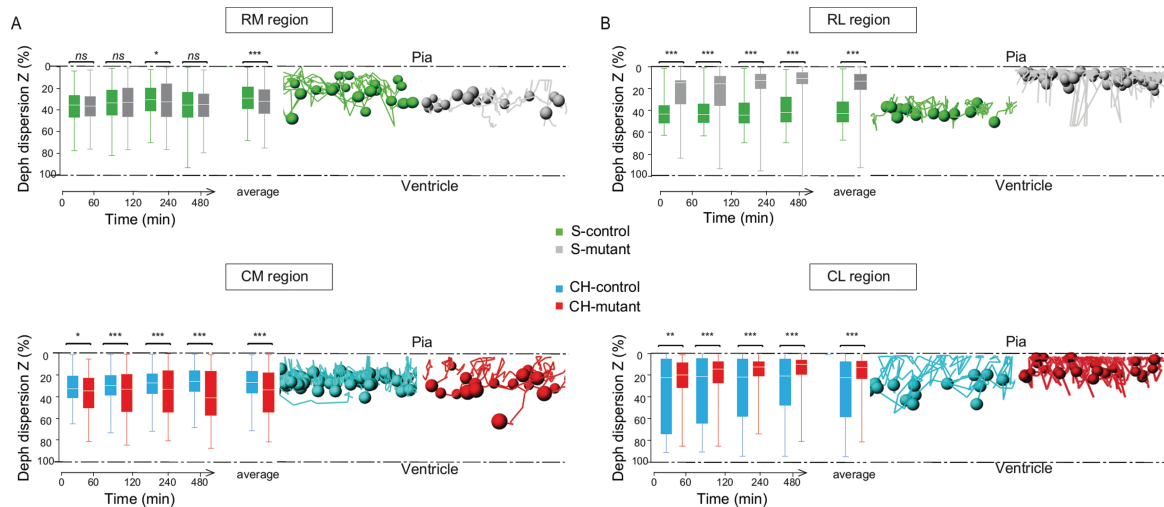 A
RM region
ns ns * ns ***
Deph dispersion Z (%)
0
20
40
60
80
100
Pia
Ventricle
average
0 60 120 240 480
Time (min)
B
RL region
*** *** *** *** ***
Deph dispersion Z (%)
0
20
40
60
80
100
Pia
Ventricle
average
0 60 120 240 480
Time (min)
S-control
S-mutant
CH-control
CH-mutant
CM region
* *** *** *** ***
Deph dispersion Z (%)
0
20
40
60
80
100
Pia
Ventricle
average
0 60 120 240 480
Time (min)
CL region
** *** *** *** ***
Deph dispersion Z (%)
0
20
40
60
80
100
Pia
Ventricle
average
0 60 120 240 480
Time (min)